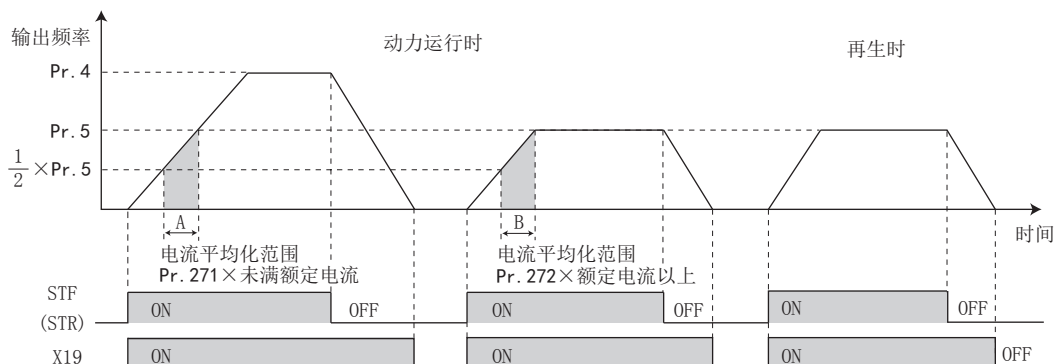 输出频率
动力运行时
再生时
Pr.4
Pr.5
1/2×Pr.5
A
B
时间
电流平均化范围
Pr.271×未满额定电流
电流平均化范围
Pr.272×额定电流以上
STF
(STR)
ON
OFF
ON
OFF
ON
OFF
X19
ON
ON
ON
OFF